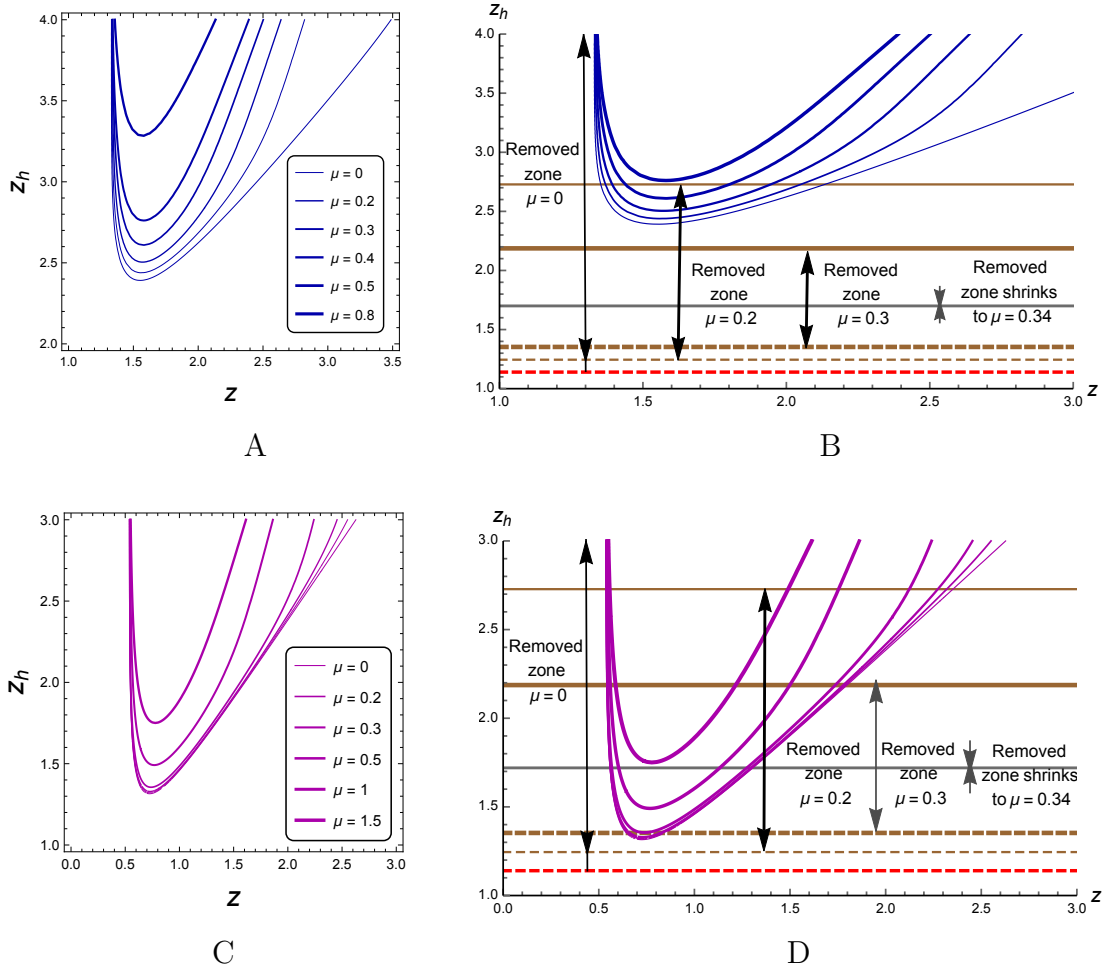 4.0
3.5
3.0
2.5
2.0
1.0
1.5
2.0
2.5
3.0
3.5
z_h
z
μ = 0
μ = 0.2
μ = 0.3
μ = 0.4
μ = 0.5
μ = 0.8
A
z_h
4.0
3.5
3.0
2.5
2.0
1.5
1.0
1.0
1.5
2.0
2.5
3.0
z
Removed
zone
μ = 0
Removed
zone
μ = 0.2
Removed
zone
μ = 0.3
Removed
zone shrinks
to μ = 0.34
B
3.0
2.5
2.0
1.5
1.0
0.0
0.5
1.0
1.5
2.0
2.5
3.0
z_h
z
μ = 0
μ = 0.2
μ = 0.3
μ = 0.5
μ = 1
μ = 1.5
C
z_h
3.0
2.5
2.0
1.5
1.0
0.0
0.5
1.0
1.5
2.0
2.5
3.0
z
Removed
zone
μ = 0
Removed
zone
μ = 0.2
Removed
zone
μ = 0.3
Removed
zone shrinks
to μ = 0.34
D